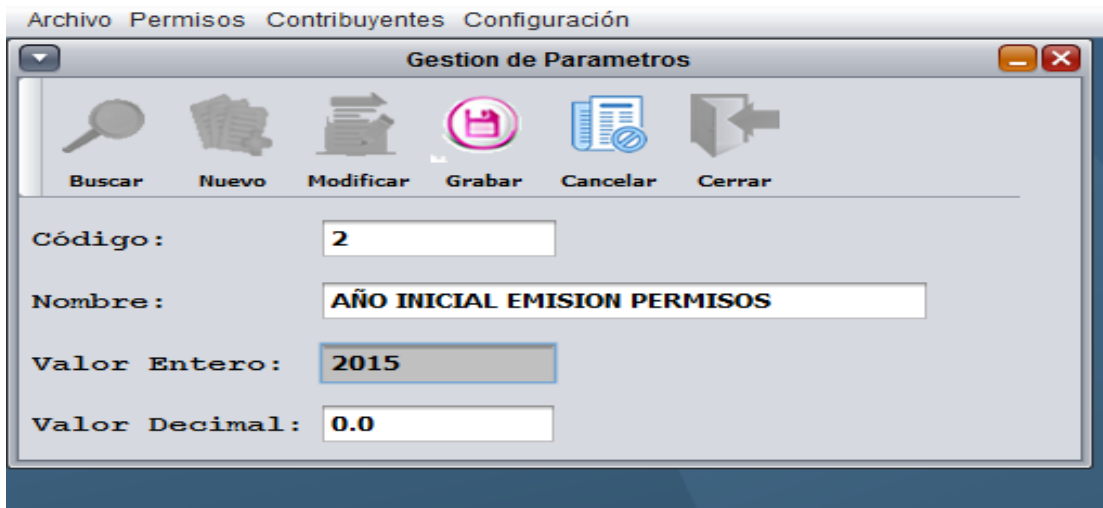 Archivo Permisos Contribuyentes Configuración
Gestion de Parametros
Buscar Nuevo Modificar Grabar Cancelar Cerrar
Código: 2
Nombre: AÑO INICIAL EMISION PERMISOS
Valor Entero: 2015
Valor Decimal: 0.0